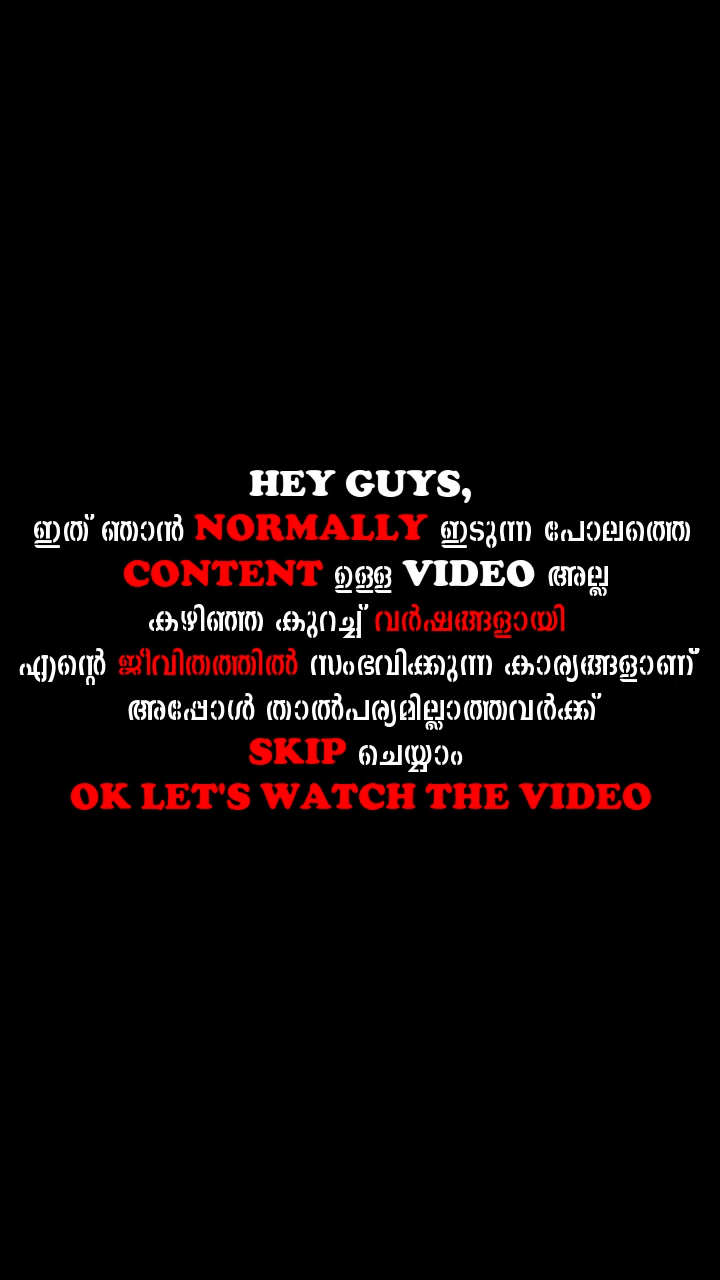 HEY GUYS,
ഇത് ഞാൻ NORMALLY ഇടുന്ന പോലത്തെ
CONTENT ഉള്ള VIDEO അല്ല
കഴിഞ്ഞ കുറച്ച് വർഷങ്ങളായി
എന്റെ ജീവിതത്തിൽ സംഭവിക്കുന്ന കാര്യങ്ങളാണ്
അപ്പോൾ താൽപര്യമില്ലാത്തവർക്ക്
SKIP ചെയ്യാം
OK LET'S WATCH THE VIDEO